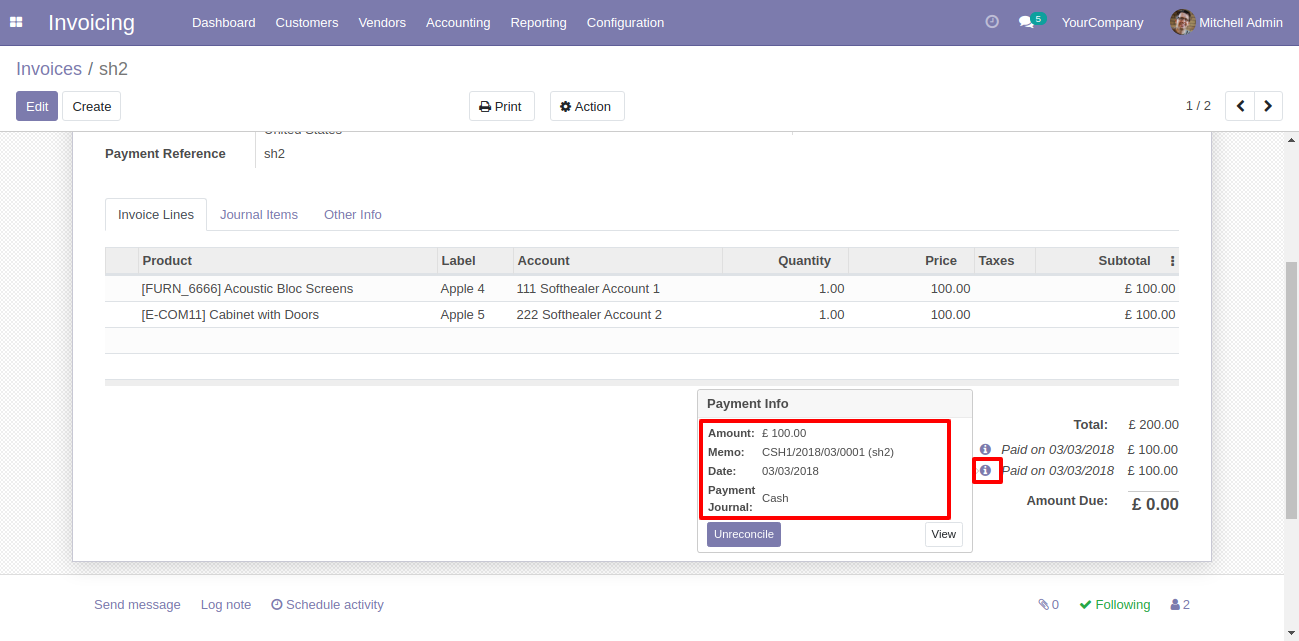 Invoicing Dashboard Customers Vendors Accounting Reporting Configuration 5 YourCompany Mitchell Admin
Invoices / sh2
Edit Create Print Action 1 / 2
United States
Payment Reference sh2
Invoice Lines Journal Items Other Info
Product Label Account Quantity Price Taxes Subtotal
[FURN_6666] Acoustic Bloc Screens Apple 4 111 Softhealer Account 1 1.00 100.00 £ 100.00
[E-COM11] Cabinet with Doors Apple 5 222 Softhealer Account 2 1.00 100.00 £ 100.00
Payment Info
Amount: £ 100.00
Memo: CSH1/2018/03/0001 (sh2)
Date: 03/03/2018
Payment Journal: Cash
Unreconcile View
Total: £ 200.00
Paid on 03/03/2018 £ 100.00
Paid on 03/03/2018 £ 100.00
Amount Due: £ 0.00
Send message Log note Schedule activity 0 Following 2